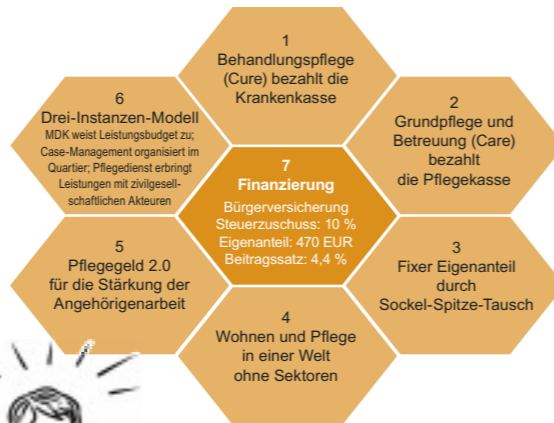 1
Behandlungspflege
(Cure) bezahlt die
Krankenkasse
2
Grundpflege und
Betreuung (Care)
bezahlt
die Pflegekasse
3
Fixer Eigenanteil
durch
Sockel-Spitze-Tausch
4
Wohnen und Pflege
in einer Welt
ohne Sektoren
5
Pflegegeld 2.0
für die Stärkung der
Angehörigenarbeit
6
Drei-Instanzen-Modell
MDK weist Leistungsbudget zu;
Case-Management organisiert im
Quartier; Pflegedienst erbringt
Leistungen mit zivilgesell-
schaftlichen Akteuren
7
Finanzierung
Bürgerversicherung
Steuerzuschuss: 10 %
Eigenanteil: 470 EUR
Beitragssatz: 4,4 %